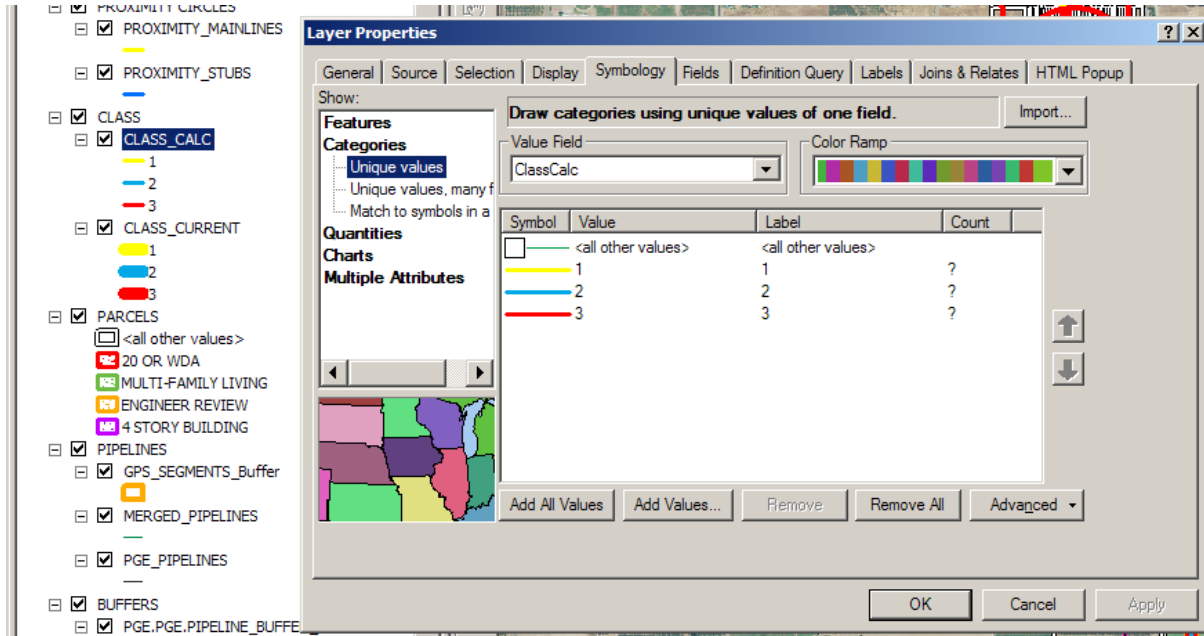 PROXIMITY CIRCLES
PROXIMITY_MAINLINES
PROXIMITY_STUBS
CLASS
CLASS_CALC
1
2
3
CLASS_CURRENT
1
2
3
PARCELS
<all other values>
20 OR WDA
MULTI-FAMILY LIVING
ENGINEER REVIEW
4 STORY BUILDING
PIPELINES
GPS_SEGMENTS_Buffer
MERGED_PIPELINES
PGE_PIPELINES
BUFFERS
PGE.PGE.PIPELINE_BUFFE
Layer Properties
General Source Selection Display Symbology Fields Definition Query Labels Joins & Relates HTML Popup
Show:
Features
Categories
Unique values
Unique values, many f
Match to symbols in a
Quantities
Charts
Multiple Attributes
Draw categories using unique values of one field.
Import...
Value Field
ClassCalc
Color Ramp
Symbol Value Label Count
<all other values> <all other values>
1 1 ?
2 2 ?
3 3 ?
Add All Values Add Values... Remove Remove All Advanced
OK Cancel Apply